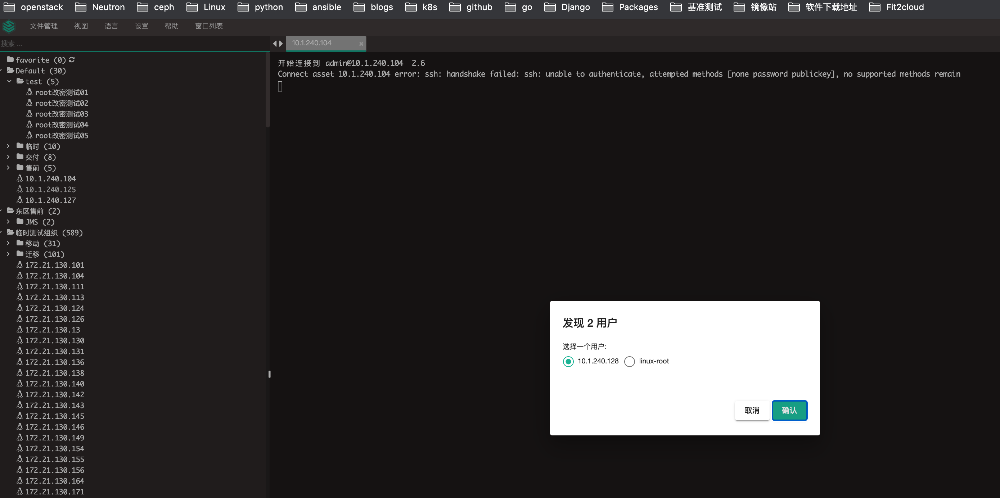 openstack Neutron ceph Linux python ansible blogs k8s github go Django Packages 基准测试 镜像站 软件下载地址 Fit2cloud
文件管理 视图 语言 设置 帮助 窗口列表
搜索 ...
10.1.240.104
favorite (0)
Default (30)
test (5)
root改密测试01
root改密测试02
root改密测试03
root改密测试04
root改密测试05
临时 (10)
交付 (8)
售前 (5)
10.1.240.104
10.1.240.125
10.1.240.127
东区售前 (2)
JMS (2)
临时测试组织 (589)
移动 (31)
迁移 (101)
172.21.130.101
172.21.130.104
172.21.130.111
172.21.130.113
172.21.130.124
172.21.130.126
172.21.130.13
172.21.130.130
172.21.130.131
172.21.130.136
172.21.130.138
172.21.130.140
172.21.130.142
172.21.130.143
172.21.130.145
172.21.130.146
172.21.130.149
172.21.130.154
172.21.130.155
172.21.130.156
172.21.130.164
172.21.130.171
开始连接到 admin@10.1.240.104 2.6
Connect asset 10.1.240.104 error: ssh: handshake failed: ssh: unable to authenticate, attempted methods [none password publickey], no supported methods remain
发现 2 用户
选择一个用户:
10.1.240.128 linux-root
取消 确认